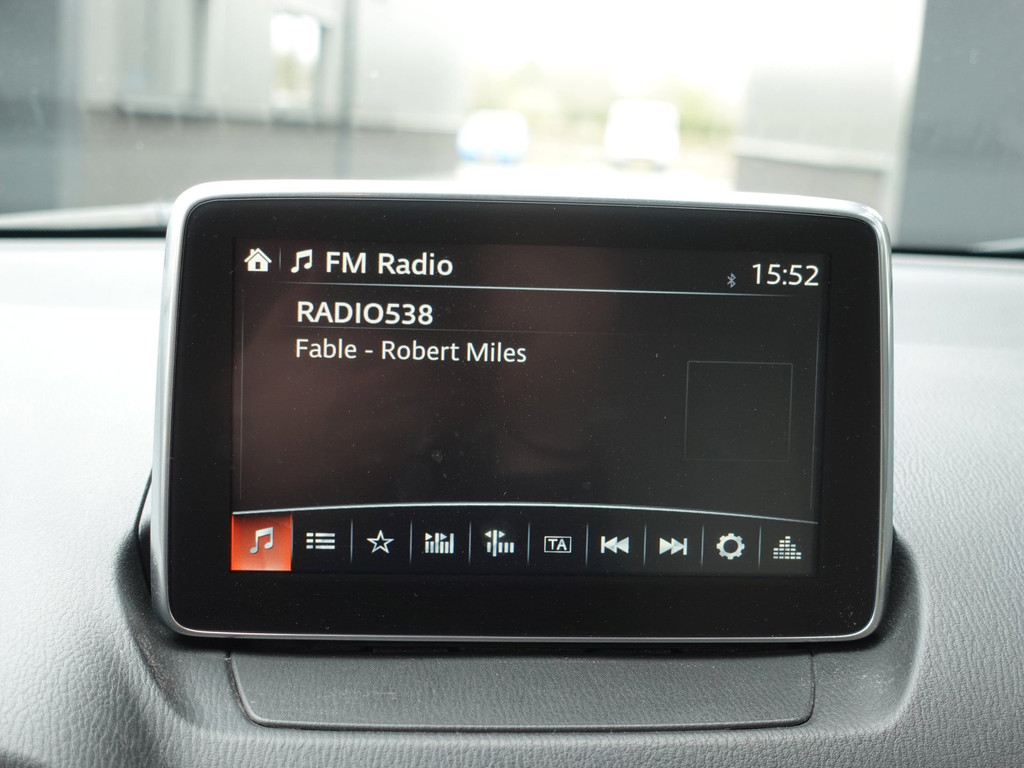 FM Radio
15:52
RADIO538
Fable - Robert Miles
TA